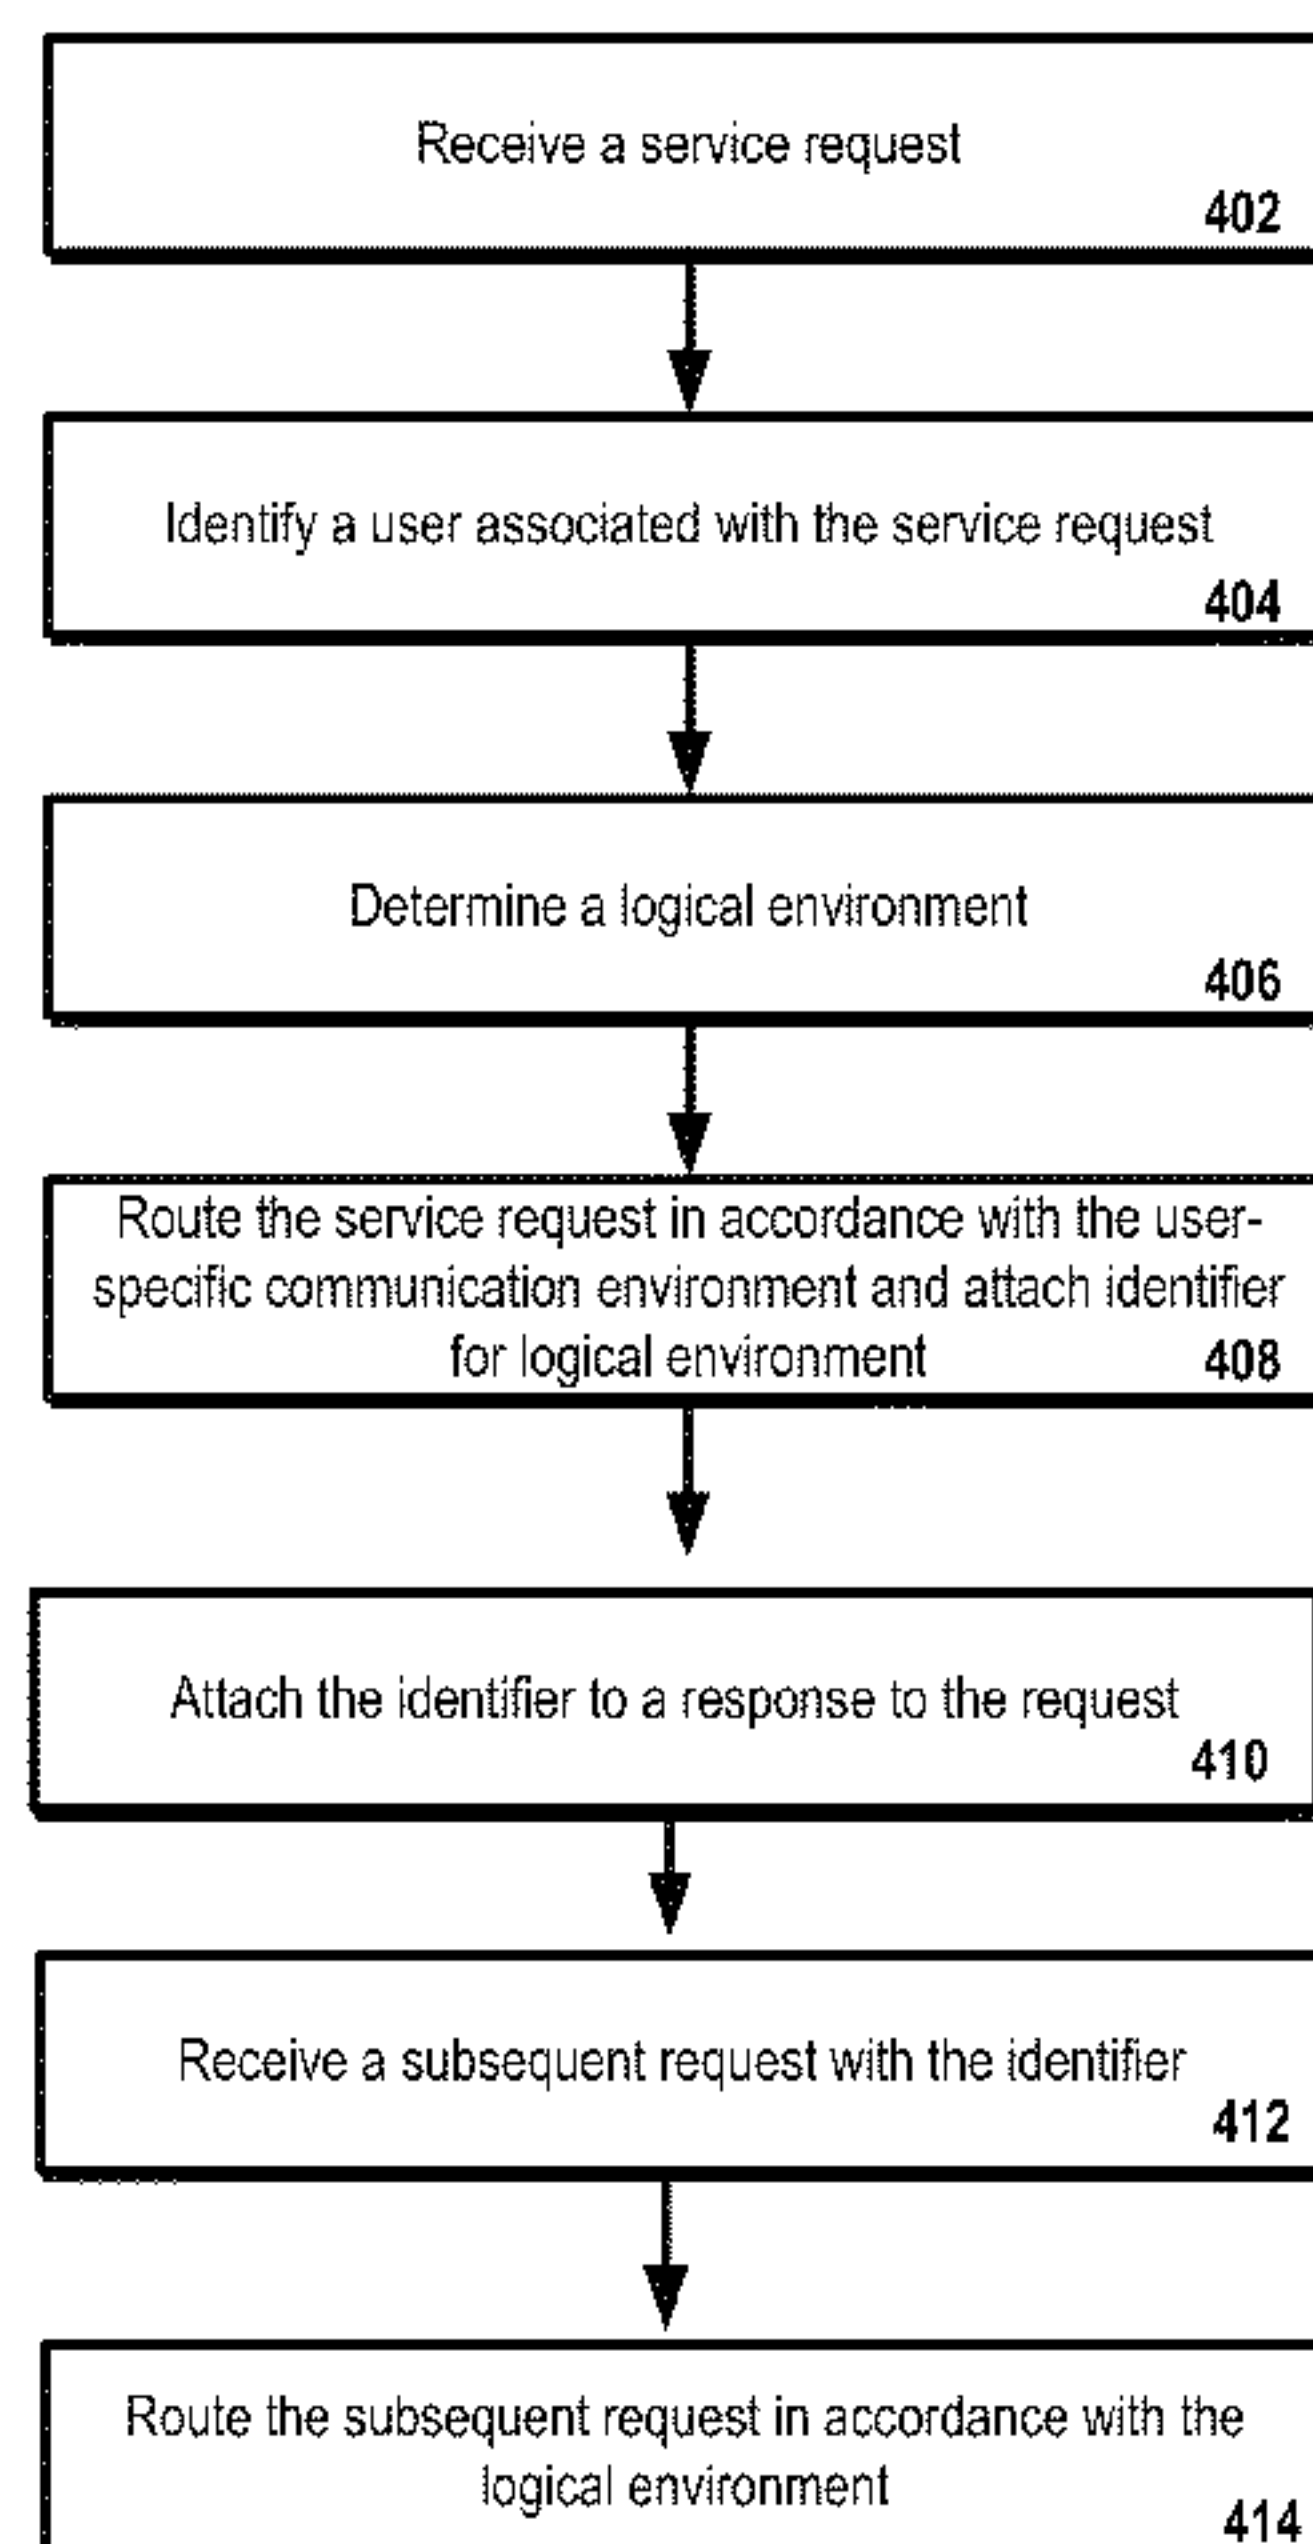 Receive a service request
402
Identify a user associated with the service request
404
Determine a logical environment
406
Route the service request in accordance with the user-
specific communication environment and attach identifier
for logical environment 408
Attach the identifier to a response to the request
410
Receive a subsequent request with the identifier
412
Route the subsequent request in accordance with the
logical environment
414